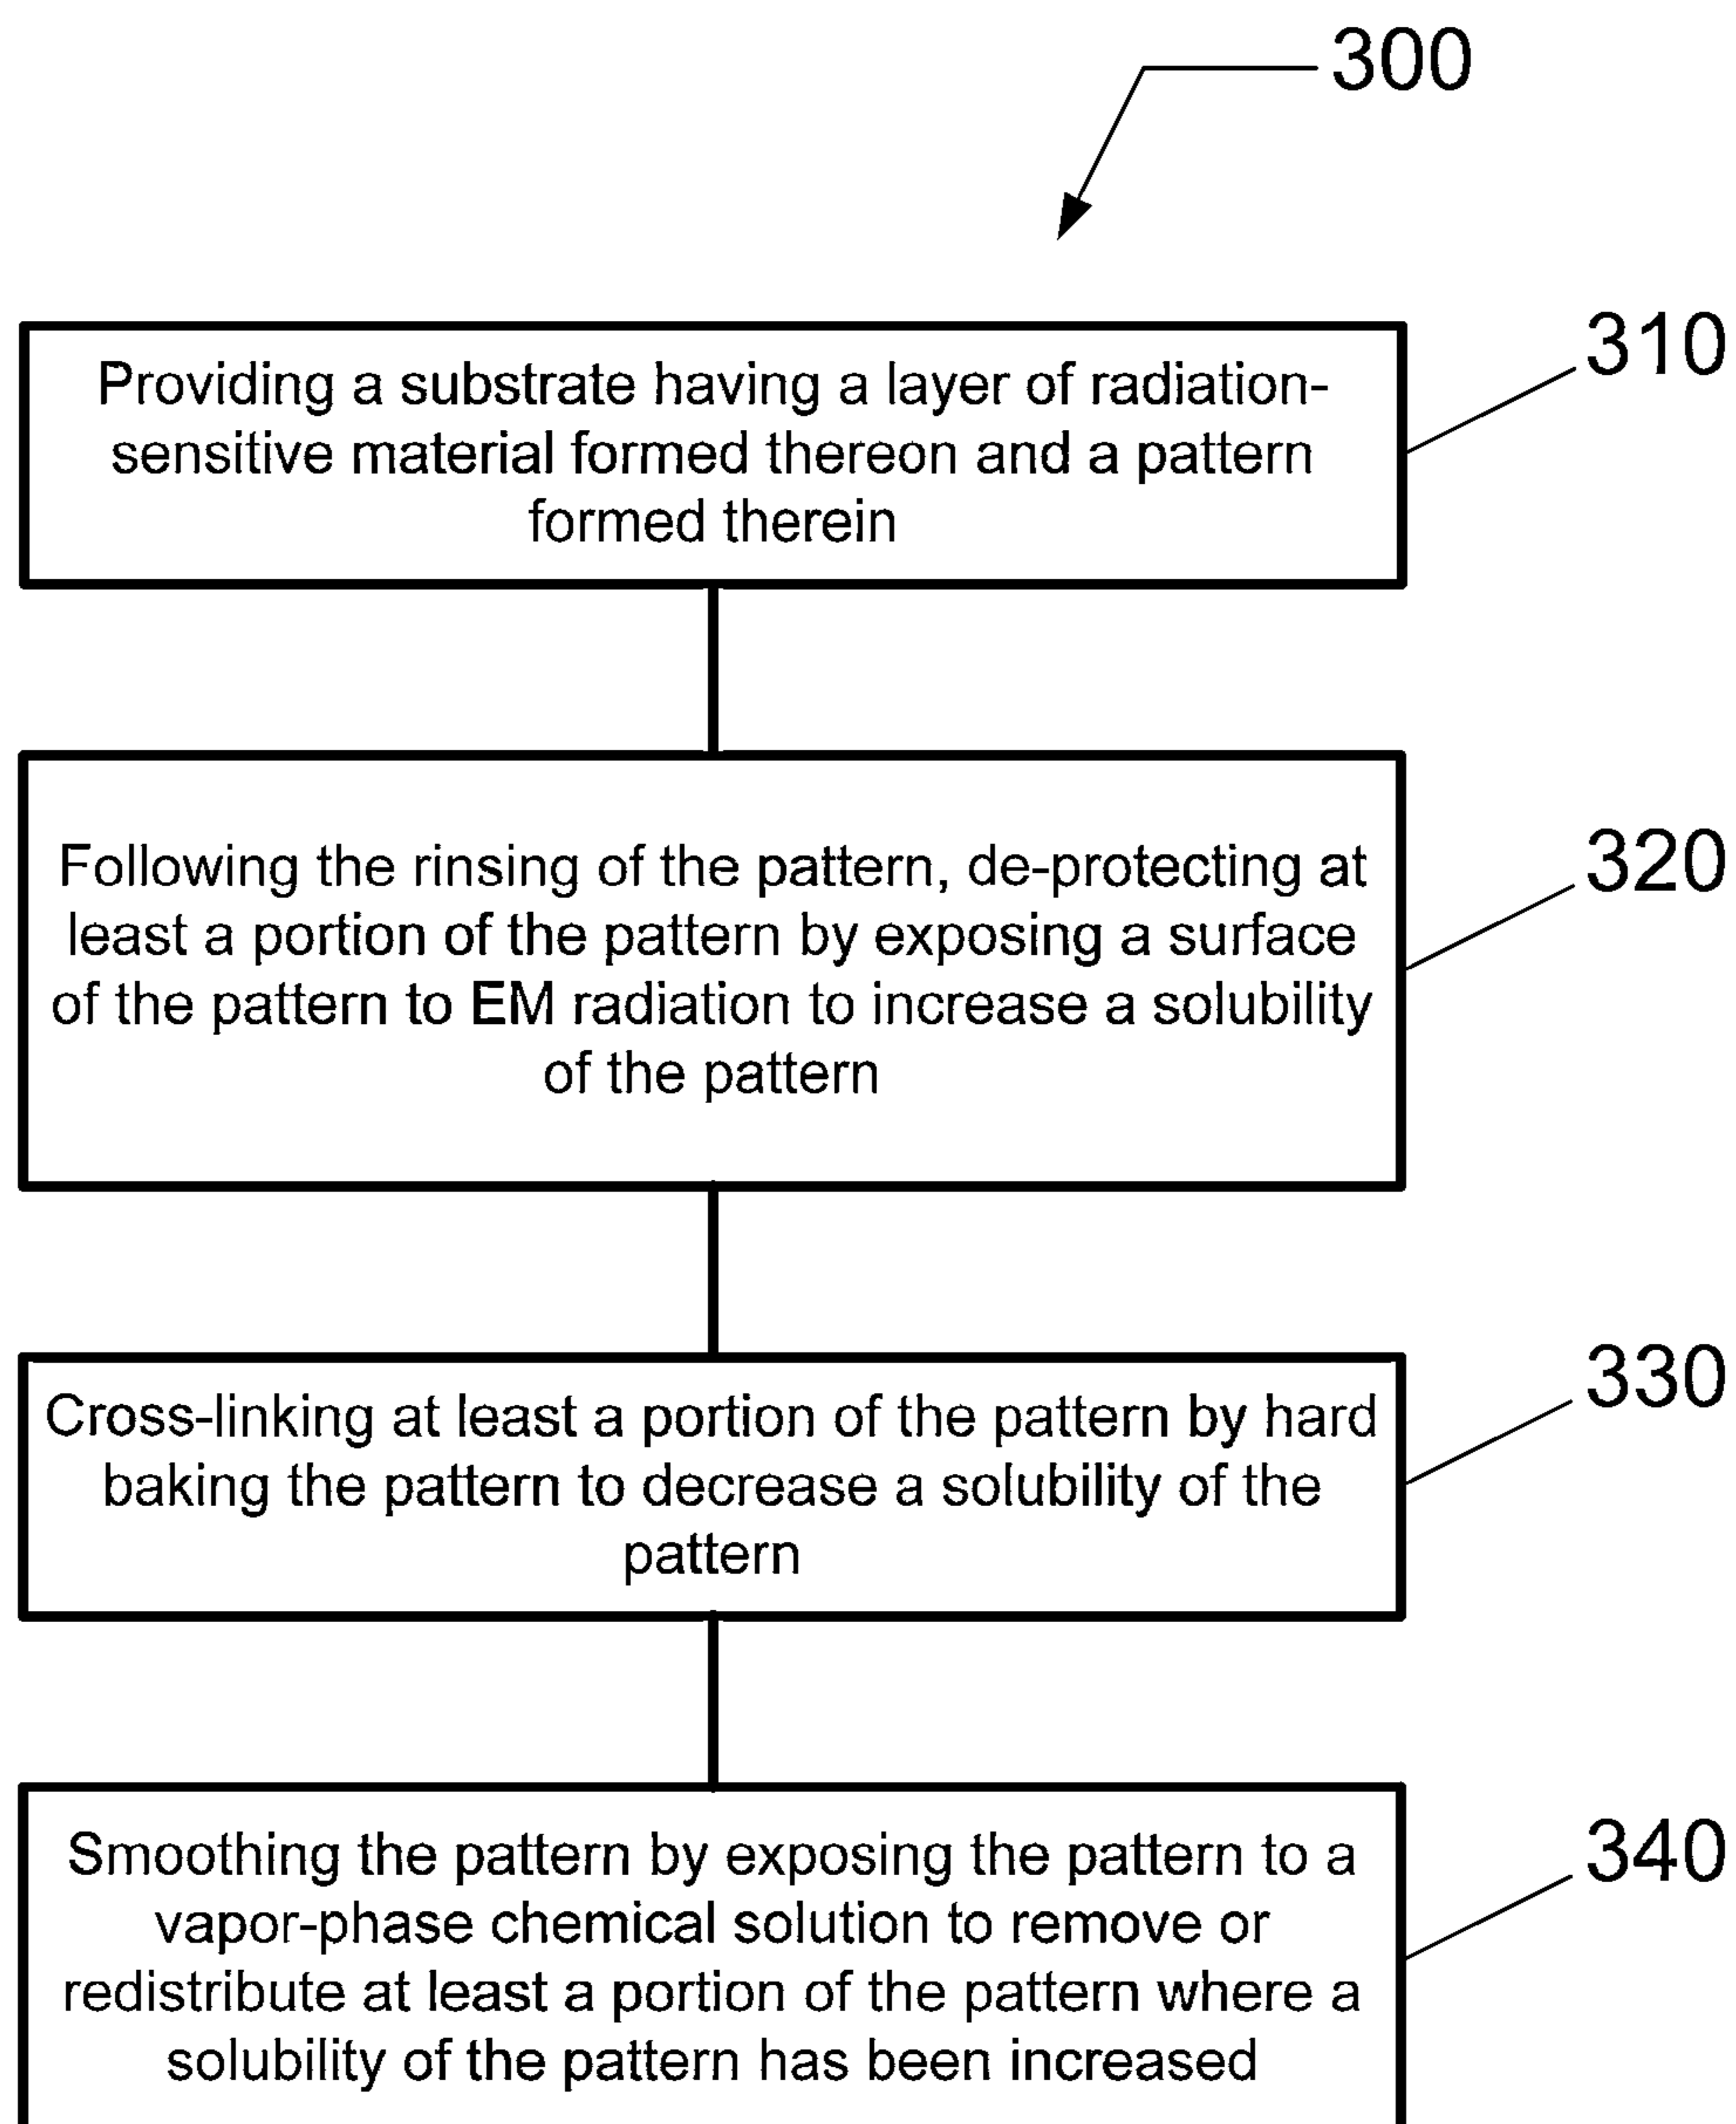 300
310
Providing a substrate having a layer of radiation-
sensitive material formed thereon and a pattern
formed therein
320
Following the rinsing of the pattern, de-protecting at
least a portion of the pattern by exposing a surface
of the pattern to EM radiation to increase a solubility
of the pattern
330
Cross-linking at least a portion of the pattern by hard
baking the pattern to decrease a solubility of the
pattern
340
Smoothing the pattern by exposing the pattern to a
vapor-phase chemical solution to remove or
redistribute at least a portion of the pattern where a
solubility of the pattern has been increased